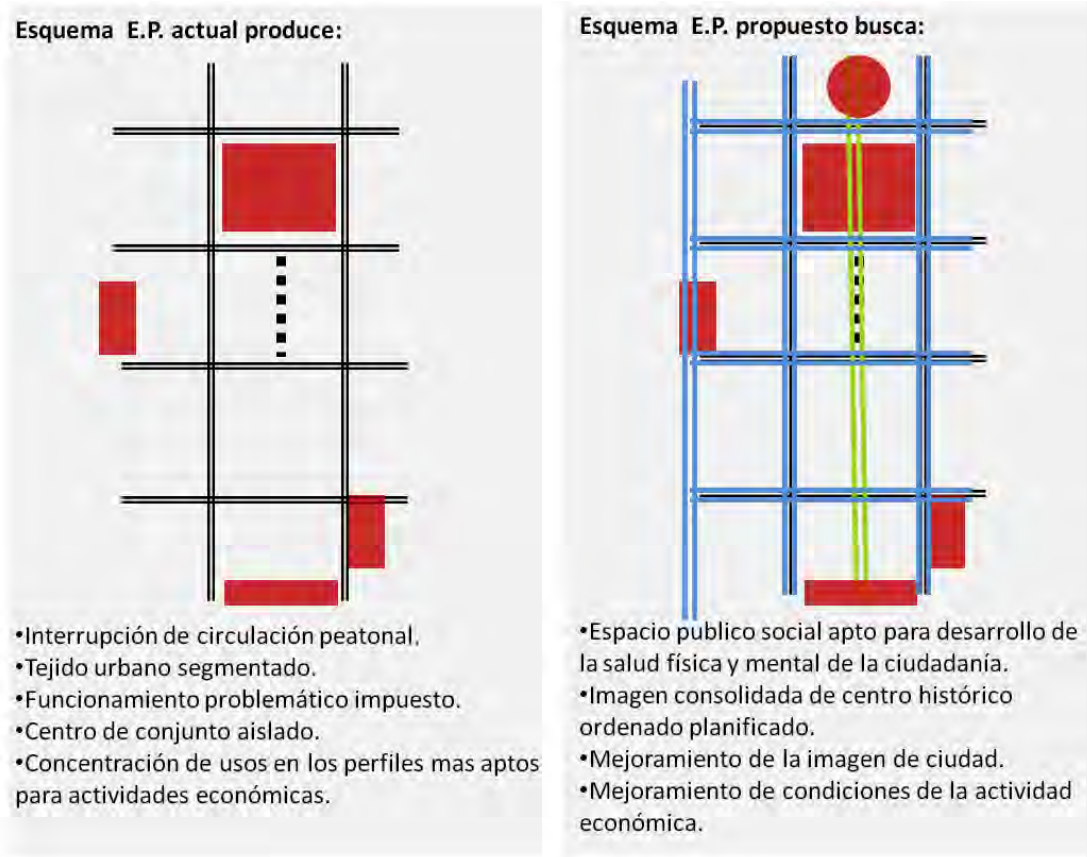 Esquema E.P. actual produce:
•Interrupción de circulación peatonal.
•Tejido urbano segmentado.
•Funcionamiento problemático impuesto.
•Centro de conjunto aislado.
•Concentración de usos en los perfiles mas aptos
para actividades económicas.
Esquema E.P. propuesto busca:
•Espacio publico social apto para desarrollo de
la salud física y mental de la ciudadanía.
•Imagen consolidada de centro histórico
ordenado planificado.
•Mejoramiento de la imagen de ciudad.
•Mejoramiento de condiciones de la actividad
económica.